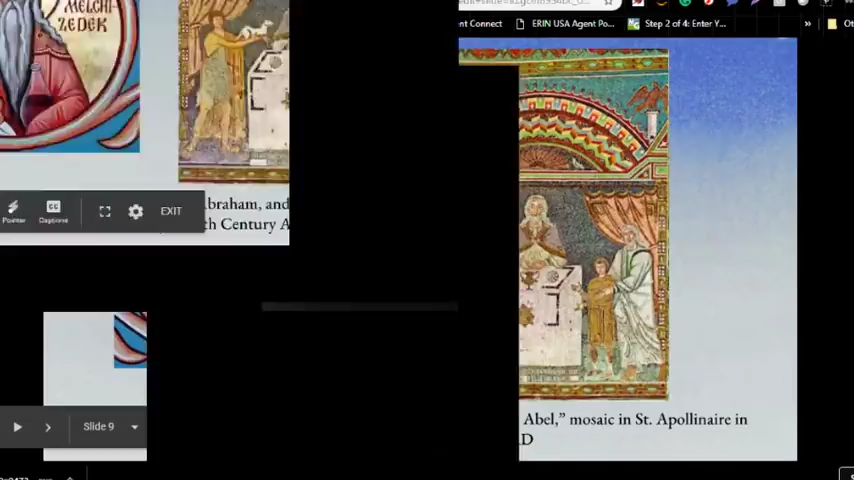 MELCHI-
ZEDEK
ent Connect
ERIN USA Agent Po...
Step 2 of 4: Enter Y...
»
braham, and
th Century A
Pointer
Captions
EXIT
Abel,” mosaic in St. Apollinaire in
D
Slide 9